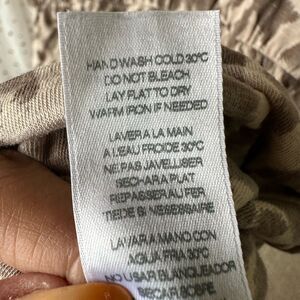 HAND WASH COLD 30°C
DO NOT BLEACH
LAY FLAT TO DRY
WARM IRON IF NEEDED
LAVER A LA MAIN
A L'EAU FROIDE 30°C
NE PAS JAVELLISER
SECHAR A PLAT
REPASSER AU FER
TIEDE SI NECESSAIRE
LAVAR A MANO CON
AGUA FRIA 30°C
NO USAR BLANQUEADOR
SECAR SOBRE